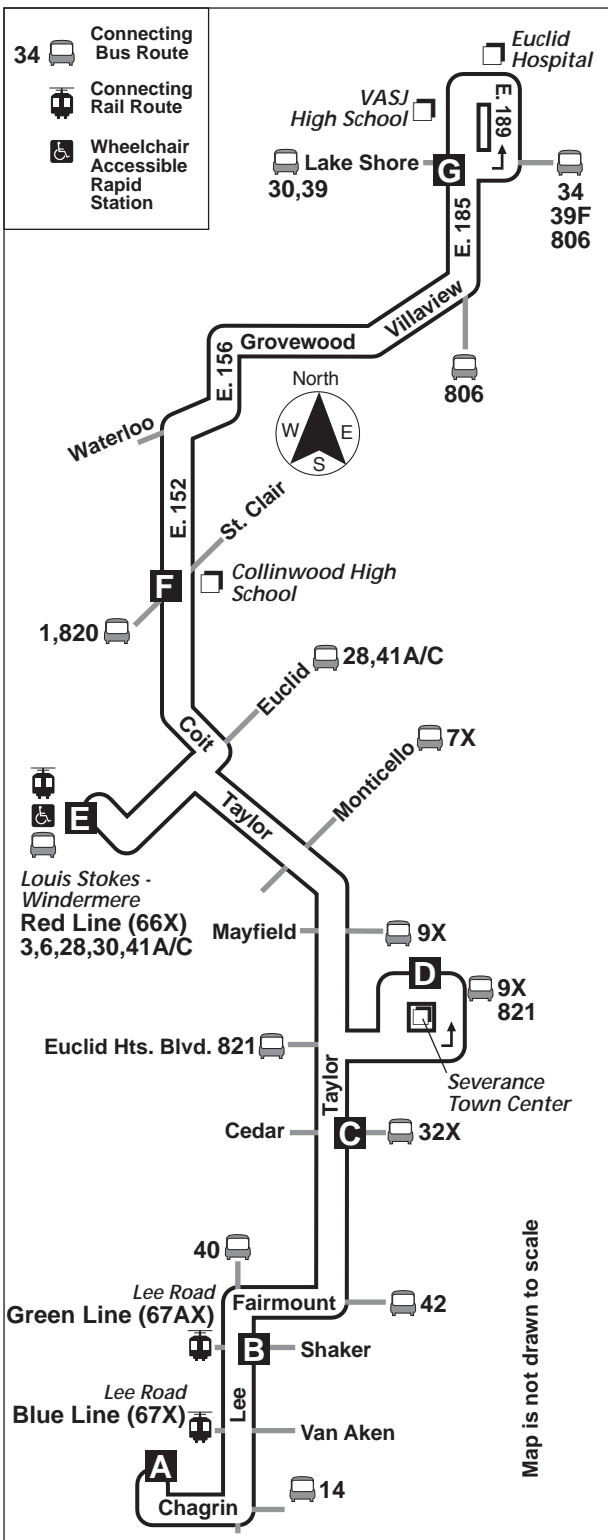 34
Connecting
Bus Route
Connecting
Rail Route
Wheelchair
Accessible
Rapid
Station
Euclid
Hospital
VASJ
High School
E. 189
Lake Shore
G
30,39
34
39F
806
E. 185
Villaview
Grovewood
806
E. 156
North
W E
S
Waterloo
E. 152
St. Clair
F
Collinwood High
School
1,820
Euclid
28,41A/C
Coit
Monticello
7X
Taylor
E
Louis Stokes -
Windermere
Red Line (66X)
3,6,28,30,41A/C
Mayfield
9X
D
9X
821
Euclid Hts. Blvd. 821
Taylor
Severance
Town Center
Cedar
C
32X
40
Lee Road
Green Line (67AX)
Fairmount
42
B
Shaker
Lee Road
Blue Line (67X)
Lee
Van Aken
A
Chagrin
14
Map is not drawn to scale